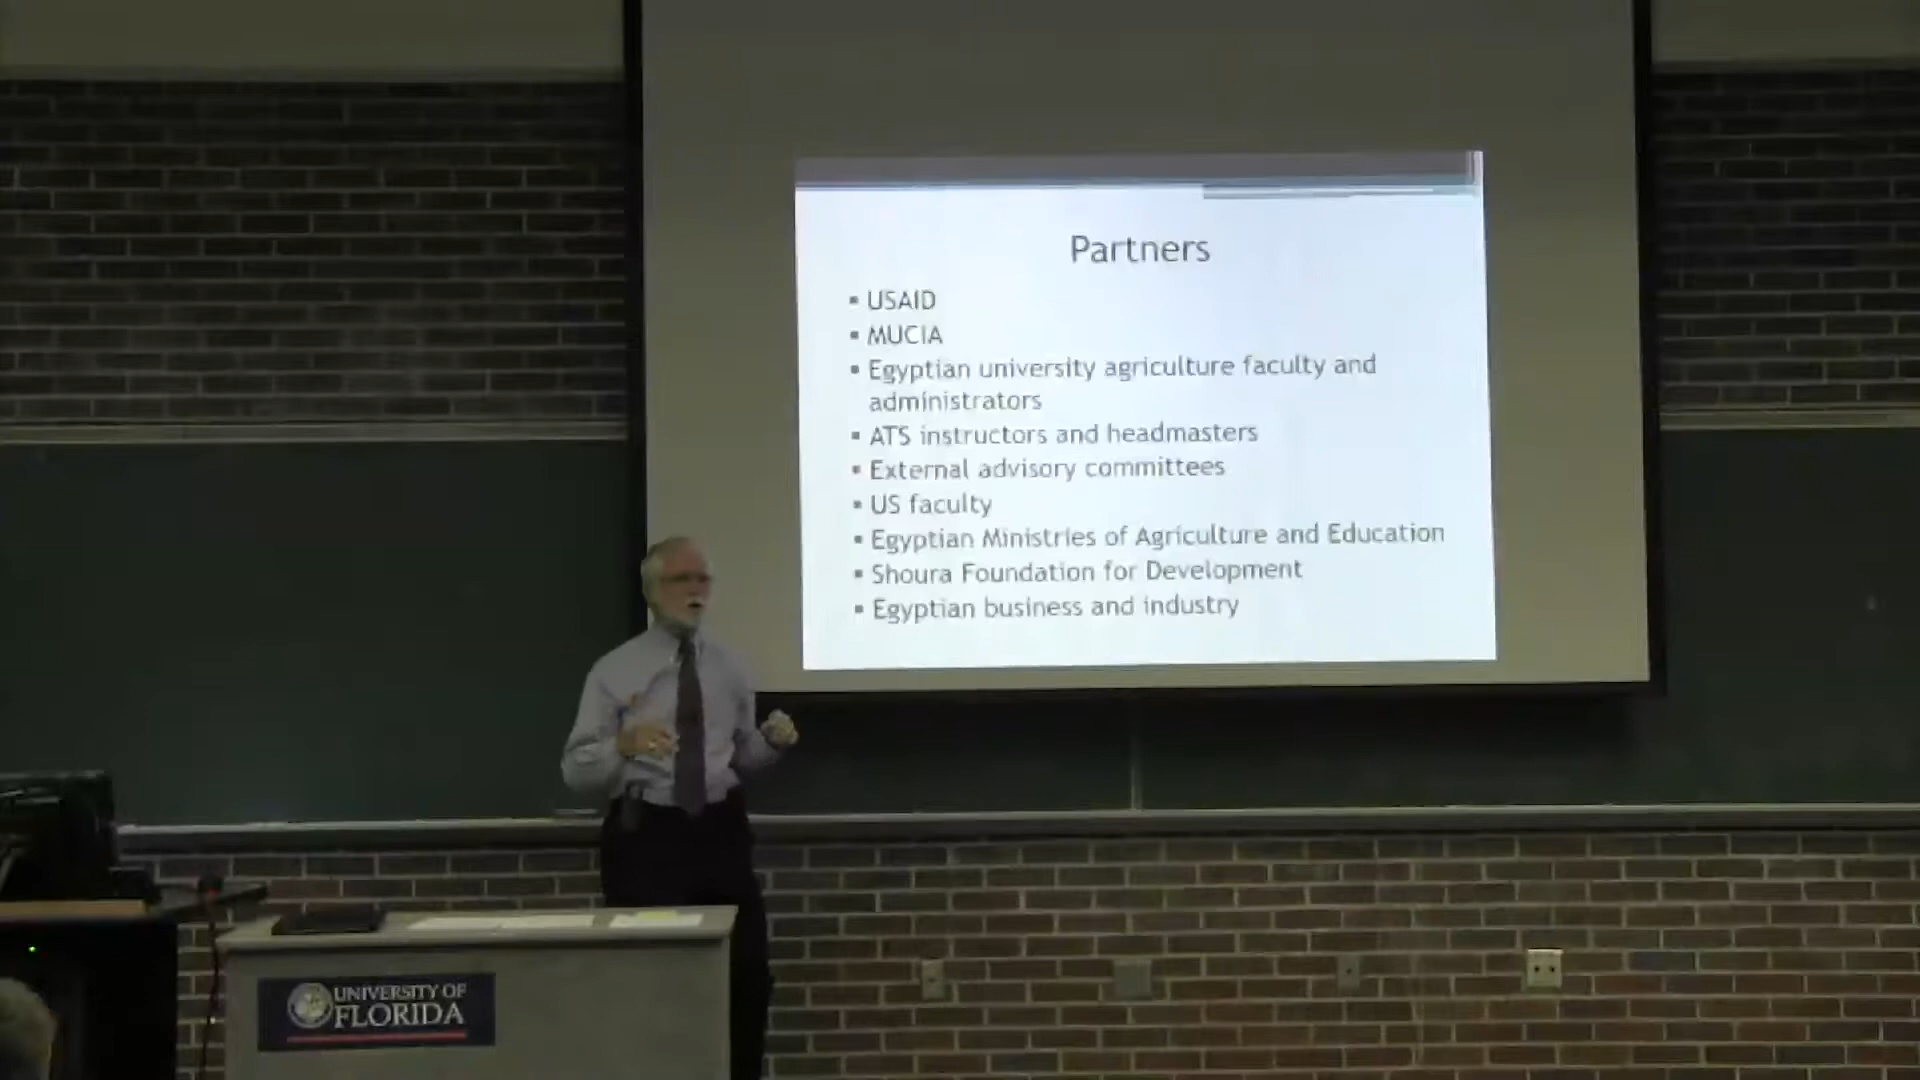 Partners
▪ USAID
▪ MUCIA
▪ Egyptian university agriculture faculty and
administrators
▪ ATS instructors and headmasters
▪ External advisory committees
▪ US faculty
▪ Egyptian Ministries of Agriculture and Education
▪ Shoura Foundation for Development
▪ Egyptian business and industry
UNIVERSITY OF
FLORIDA